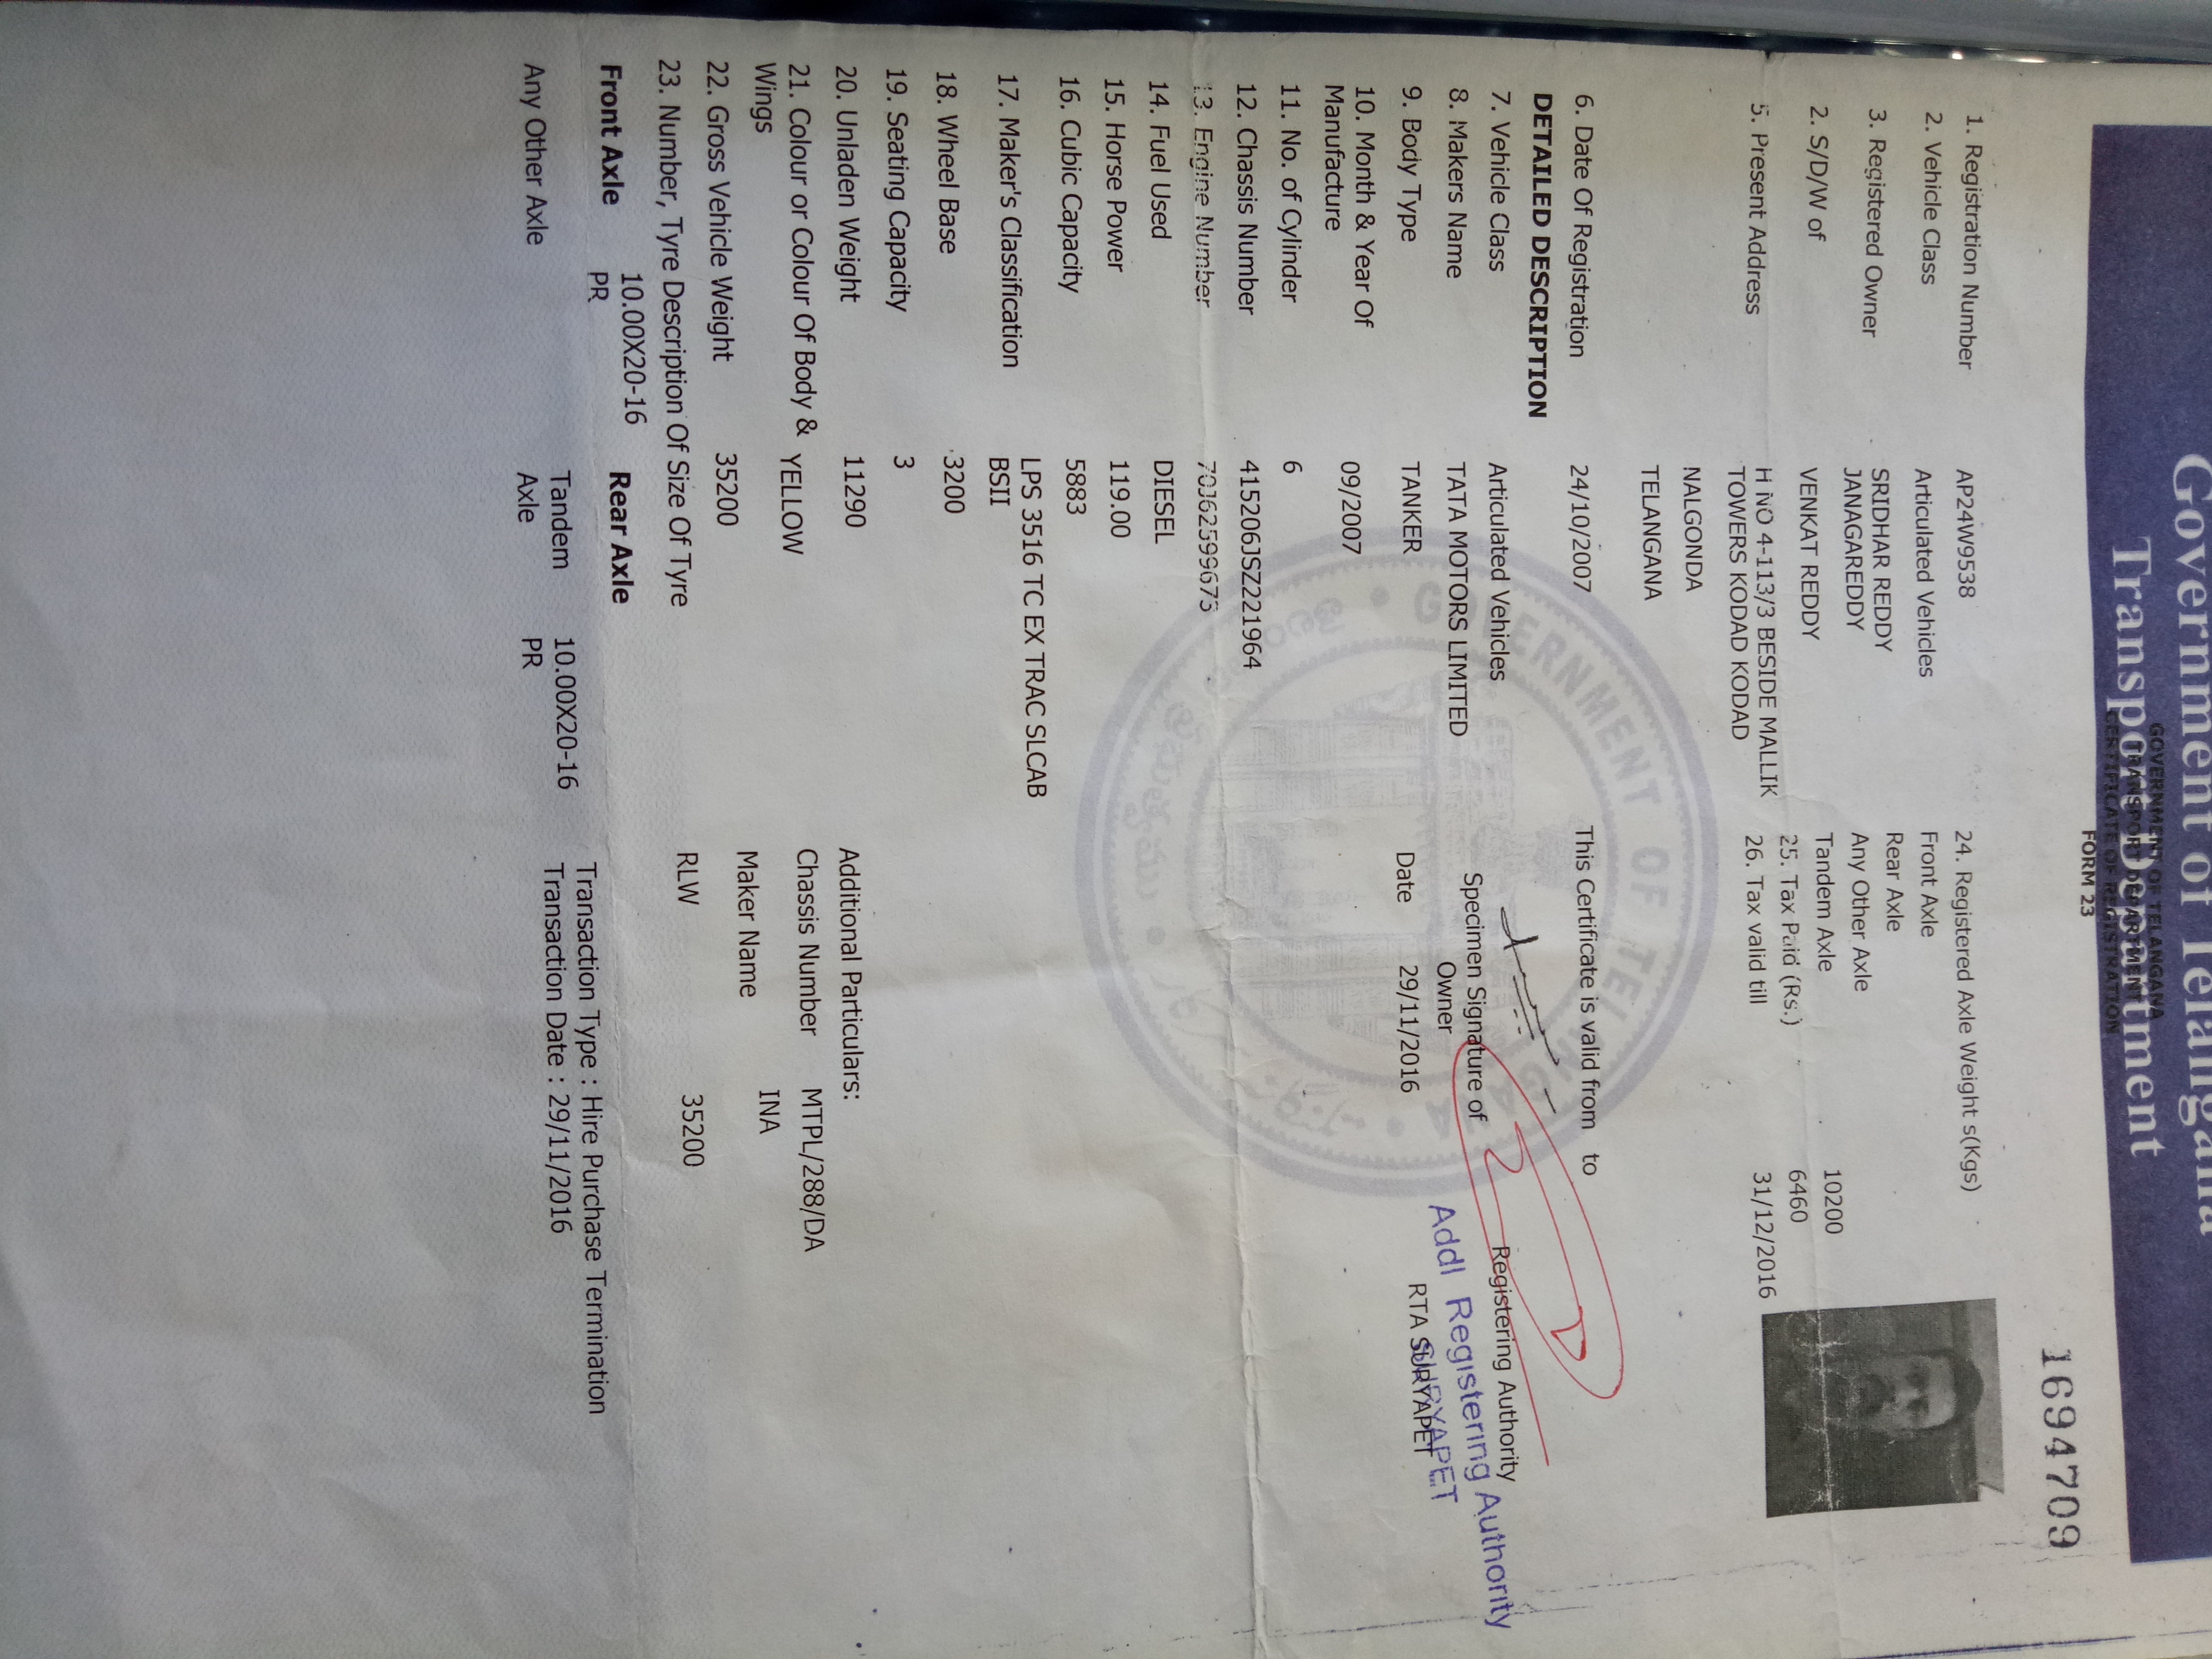 Government of Telangana
Transport Department
GOVERNMENT OF TELANGANA
TRANSPORT DEPARTMENT
CERTIFICATE OF REGISTRATION
FORM 23
1694709
1. Registration Number AP24W9538
2. Vehicle Class Articulated Vehicles
3. Registered Owner SRIDHAR REDDY
JANAGAREDDY
2. S/D/W of VENKAT REDDY
5. Present Address H NO 4-113/3 BESIDE MALLIK
TOWERS KODAD KODAD
NALGONDA
TELANGANA
6. Date Of Registration 24/10/2007
24. Registered Axle Weight s(Kgs)
Front Axle
Rear Axle
Any Other Axle
Tandem Axle 10200
25. Tax Paid (Rs.) 6460
26. Tax valid till 31/12/2016
This Certificate is valid from to
DETAILED DESCRIPTION
7. Vehicle Class Articulated Vehicles
8. Makers Name TATA MOTORS LIMITED
9. Body Type TANKER
10. Month & Year Of
Manufacture 09/2007
11. No. of Cylinder 6
12. Chassis Number 415206JSZ221964
13. Engine Number
14. Fuel Used DIESEL
15. Horse Power 119.00
16. Cubic Capacity 5883
17. Maker's Classification LPS 3516 TC EX TRAC SLCAB
BSII
18. Wheel Base 3200
19. Seating Capacity 3
20. Unladen Weight 11290
21. Colour or Colour Of Body & YELLOW
Wings
22. Gross Vehicle Weight 35200
23. Number, Tyre Description Of Size Of Tyre
Front Axle 10.00X20-16
PR
Rear Axle 10.00X20-16
PR
Any Other Axle
Tandem
Axle
Specimen Signature of
Owner
Date 29/11/2016
Registering Authority
Addl Registering Authority
RTA SURYAPET
SURYAPET
GOVERNMENT OF TELANGANA
Additional Particulars:
Chassis Number MTPL/288/DA
Maker Name INA
RLW 35200
Transaction Type : Hire Purchase Termination
Transaction Date : 29/11/2016